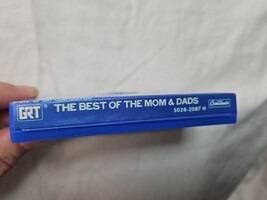 GRT
THE BEST OF THE MOM & DADS
5026-2087 M